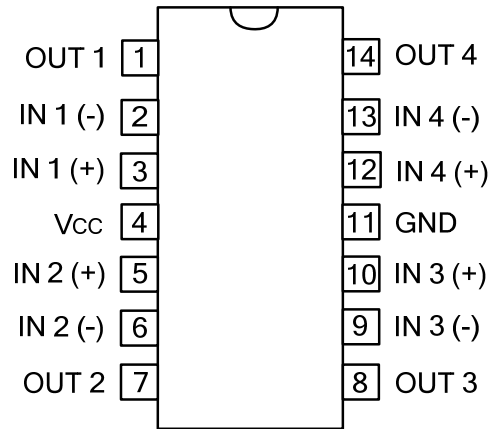 OUT 1 1 14 OUT 4
IN 1 (-) 2 13 IN 4 (-)
IN 1 (+) 3 12 IN 4 (+)
VCC 4 11 GND
IN 2 (+) 5 10 IN 3 (+)
IN 2 (-) 6 9 IN 3 (-)
OUT 2 7 8 OUT 3